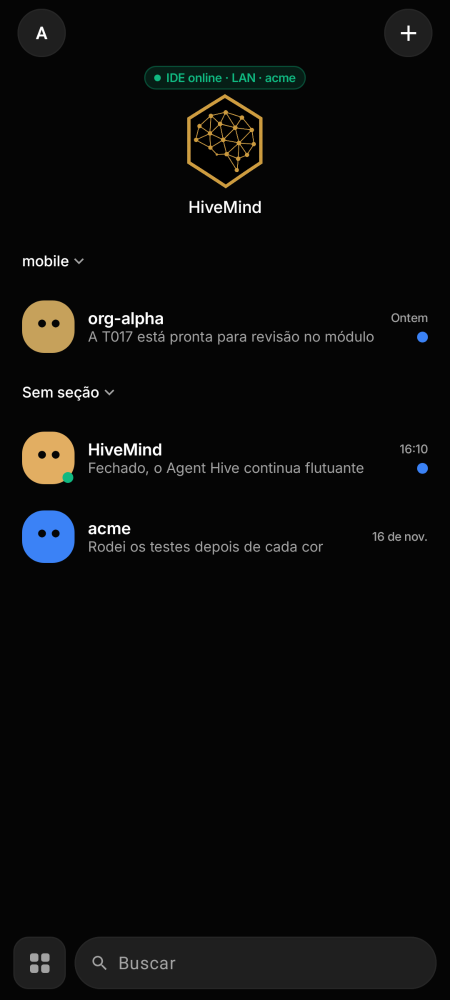 A
IDE online · LAN · acme
HiveMind
mobile
org-alpha
Ontem
A T017 está pronta para revisão no módulo
Sem seção
HiveMind
16:10
Fechado, o Agent Hive continua flutuante
acme
16 de nov.
Rodei os testes depois de cada cor
Buscar